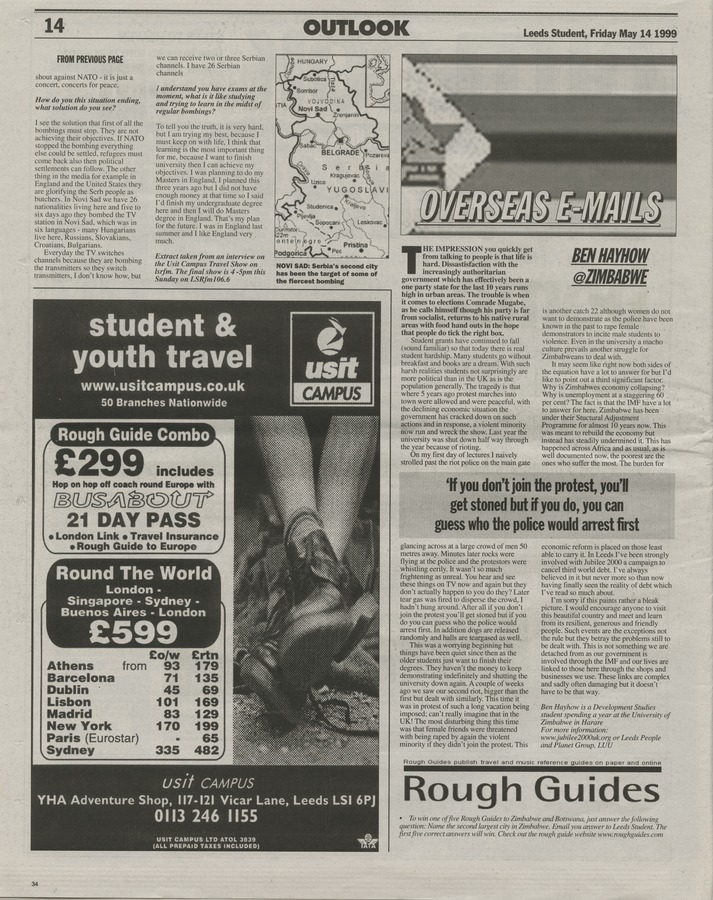 14
OUTLOOK
Leeds Student, Friday May 14 1999
FROM PREVIOUS PAGE
shout against NATO - it is just a
concert, concerts for peace.
How do you this situation ending,
what solution do you see?
I see the solution that first of all the
bombings must stop. They are not
achieving their objectives. If NATO
stopped the bombing everything
else could be settled, refugees must
come back also then political
settlements can follow. The other
thing in the media for example in
England and the United States they
are glorifying the Serb people as
butchers. In Novi Sad we have 26
nationalities living here and five to
six days ago they bombed the TV
station in Novi Sad, which was in
six languages - many Hungarians
live here, Russians, Slovakians,
Croatians, Bulgarians.
Everyday the TV switches
channels because they are bombing
the transmitters so they switch
transmitters, I don't know how, but
we can receive two or three Serbian
channels. I have 26 Serbian
channels
I understand you have exams at the
moment, what is it like studying
and trying to learn in the midst of
regular bombings?
To tell you the truth, it is very hard,
but I am trying my best, because I
must keep on with life, I think that
learning is the most important thing
for me, because I want to finish
university then I can achieve my
objectives. I was planning to do my
Masters in England, I planned this
three years ago but I did not have
enough money at that time so I said
I'd finish my undergraduate degree
here and then I will do Masters
degree in England. That's my plan
for the future. I was in England last
summer and I like England very
much.
Extract taken from an interview on
the Usit Campus Travel Show on
lsrfm. The final show is 4 -5pm this
Sunday on LSRfm106.6
HUNGARY
Subotica
Sombor
VOJVODINA
Novi Sad
Zrenjanin
Sabac
BELGRADE
Pozareva
Serbia
Uzice
Kragujevac
YUGOSLAVI
Studenice
Trstenik
Pljevlja
Sopocani
Leskovac
Durmitor
Montenegro
Pristina
Podgorica
Pec
NOVI SAD: Serbia's second city
has been the target of some of
the fiercest bombing
OVERSEAS E-MAILS
BEN HAYHOW
@ZIMBABWE
THE IMPRESSION you quickly get
from talking to people is that life is
hard. Dissastisfaction with the
increasingly authoritarian
government which has effectively been a
one party state for the last 10 years runs
high in urban areas. The trouble is when
it comes to elections Comrade Mugabe,
as he calls himself though his party is far
from socialist, returns to his native rural
areas with food hand outs in the hope
that people do tick the right box.
Student grants have continued to fall
(sound familiar) so that today there is real
student hardship. Many students go without
breakfast and books are a dream. With such
harsh realities students not surprisingly are
more political than in the UK as is the
population generally. The tragedy is that
where 5 years ago protest marches into
town were allowed and were peaceful, with
the declining economic situation the
government has cracked down on such
actions and in response, a violent minority
now run and wreck the show. Last year the
university was shut down half way through
the year because of rioting.
On my first day of lectures I naively
strolled past the riot police on the main gate
is another catch 22 although women do not
want to demonstrate as the police have been
known in the past to rape female
demonstrators to incite male students to
violence. Even in the university a macho
culture prevails another struggle for
Zimbabweans to deal with.
It may seem like right now both sides of
the equation have a lot to answer for but I'd
like to point out a third significant factor.
Why is Zimbabwes economy collapsing?
Why is unemployment at a staggering 60
per cent? The fact is that the IMF have a lot
to answer for here. Zimbabwe has been
under their Stuctural Adjustment
Programme for almost 10 years now. This
was meant to rebuild the economy but
instead has steadily undermined it. This has
happened across Africa and as usual, as is
well documented now, the poorest are the
ones who suffer the most. The burden for
'If you don't join the protest, you'll
get stoned but if you do, you can
guess who the police would arrest first
glancing across at a large crowd of men 50
metres away. Minutes later rocks were
flying at the police and the protestors were
whistling eerily. It wasn't so much
frightening as unreal. You hear and see
these things on TV now and again but they
don't actually happen to you do they? Later
tear gas was fired to disperse the crowd, I
hadn't hung around. After all if you don't
join the protest you'll get stoned but if you
do you can guess who the police would
arrest first. In addition dogs are released
randomly and halls are teargased as well.
This was a worrying beginning but
things have been quiet since then as the
older students just want to finish their
degrees. They haven't the money to keep
demonstrating indefinitely and shutting the
university down again. A couple of weeks
ago we saw our second riot, bigger than the
first but dealt with similarly. This time it
was in protest of such a long vacation being
imposed; can't really imagine that in the
UK! The most disturbing thing this time
was that female friends were threatened
with being raped by again the violent
minority if they didn't join the protest. This
economic reform is placed on those least
able to carry it. In Leeds I've been strongly
involved with Jubilee 2000 a campaign to
cancel third world debt. I've always
believed in it but never more so than now
having finally seen the reality of debt which
I've read so much about.
I'm sorry if this paints rather a bleak
picture. I would encourage anyone to visit
this beautiful country and meet and learn
from its resilient, generous and friendly
people. Such events are the exceptions not
the rule but they betray the problems still to
be dealt with. This is not something we are
detached from as our government is
involved through the IMF and our lives are
linked to those here through the shops and
businesses we use. These links are complex
and sadly often damaging but it doesn't
have to be that way.
Ben Hayhow is a Development Studies
student spending a year at the University of
Zimbabwe in Harare
For more information:
www.jubilee2000uk.org or Leeds People
and Planet Group, LUU
student &
youth travel
www.usitcampus.co.uk
50 Branches Nationwide
usit
CAMPUS
Rough Guide Combo
£299 includes
Hop on hop off coach round Europe with
BUSABOUT
21 DAY PASS
• London Link • Travel Insurance
• Rough Guide to Europe
Round The World
London -
Singapore - Sydney -
Buenos Aires - London
£599
£o/w £rtn
Athens from 93 179
Barcelona 71 135
Dublin 45 69
Lisbon 101 169
Madrid 83 129
New York 170 199
Paris (Eurostar) - 65
Sydney 335 482
usit CAMPUS
YHA Adventure Shop, 117-121 Vicar Lane, Leeds LS1 6PJ
0113 246 1155
USIT CAMPUS LTD ATOL 3839
(ALL PREPAID TAXES INCLUDED)
IATA
Rough Guides publish travel and music reference guides on paper and online
Rough Guides
• To win one of five Rough Guides to Zimbabwe and Botswana, just answer the following
question: Name the second largest city in Zimbabwe. Email you answer to Leeds Student. The
first five correct answers will win. Check out the rough guide website www.roughguides.com
34